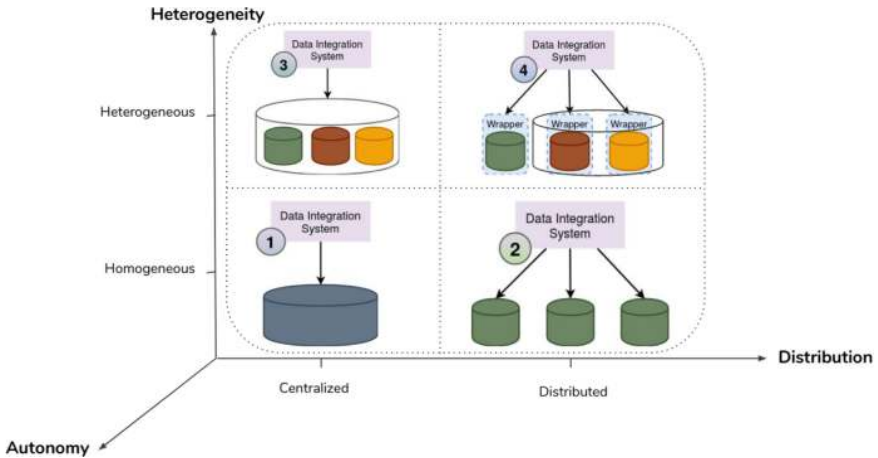 Heterogeneity
Data Integration
System
3
Data Integration
System
4
Heterogeneous
Wrapper
Wrapper
Wrapper
Data Integration
System
1
Data Integration
System
2
Homogeneous
Distribution
Centralized
Distributed
Autonomy